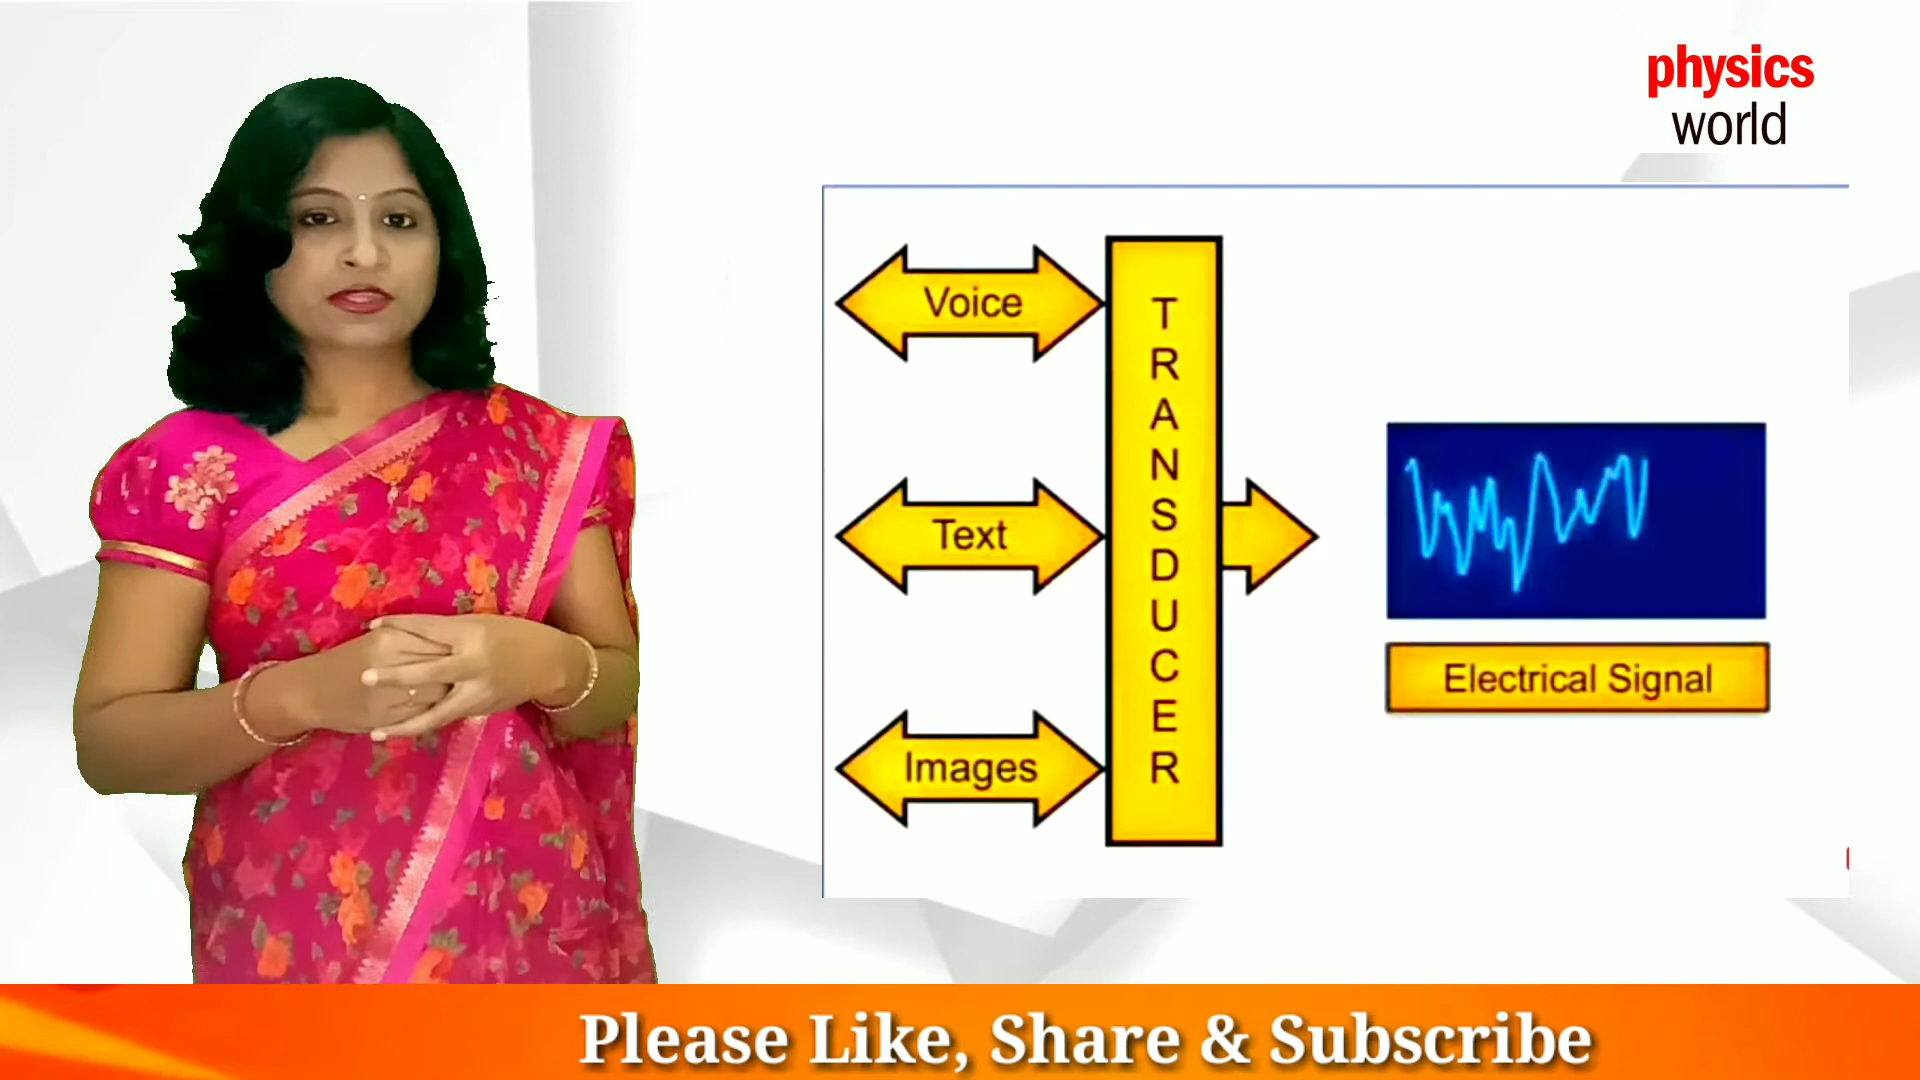 physics
world
Voice
Text
Images
TRANSDUCER
Electrical Signal
Please Like, Share & Subscribe